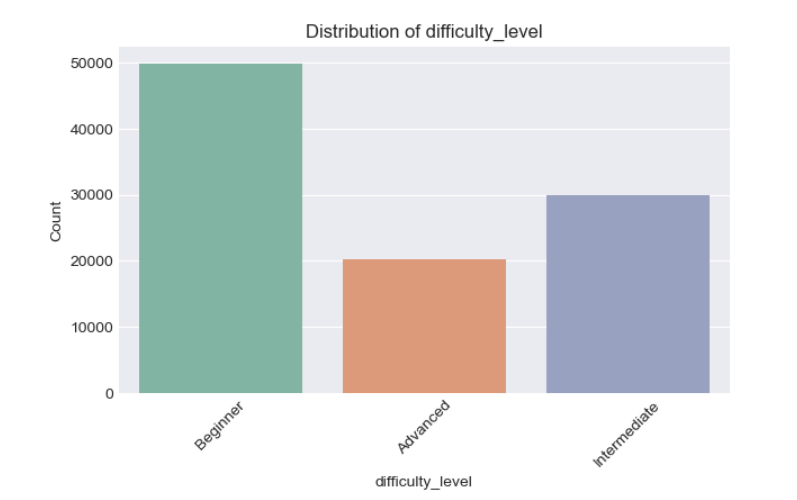 Distribution of difficulty_level
50000
40000
30000
20000
10000
0
Count
Beginner
Advanced
Intermediate
difficulty_level